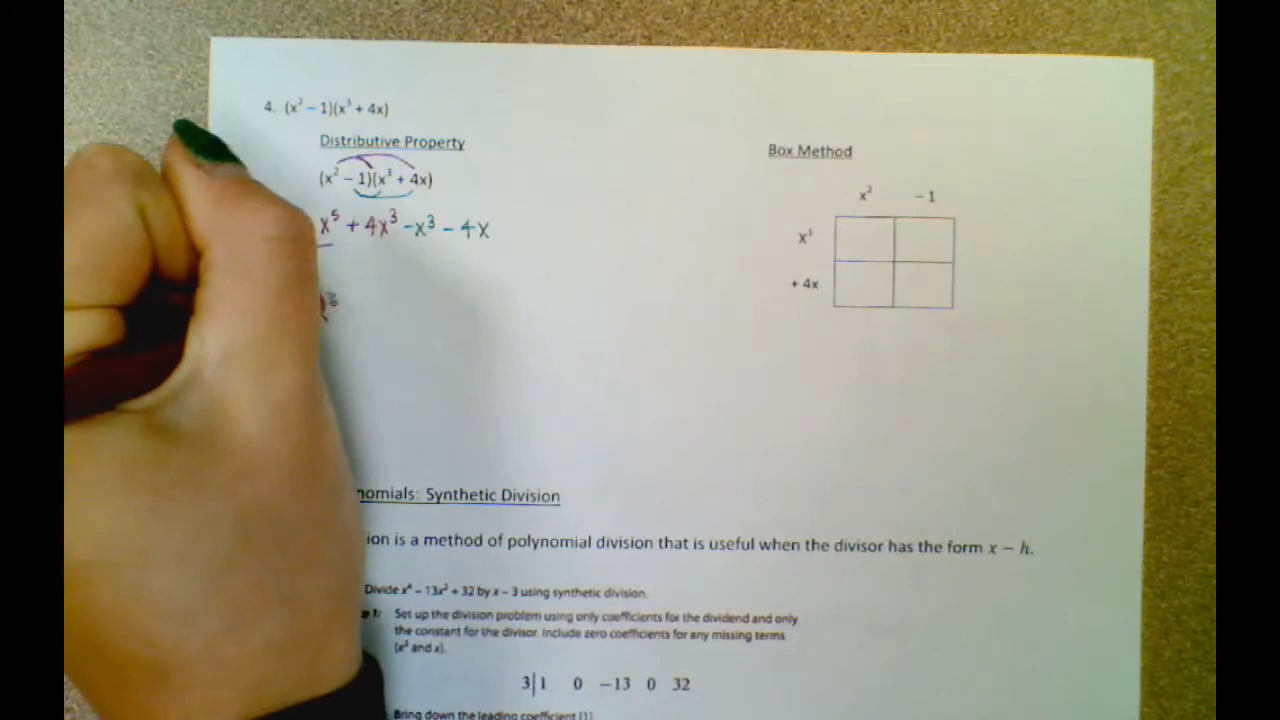 4. (x² – 1)(x³ + 4x)
Distributive Property
Box Method
(x² – 1)(x³ + 4x)
x² – 1
x⁵ + 4x³ - x³ - 4x
x³
+ 4x
nomials: Synthetic Division
ion is a method of polynomial division that is useful when the divisor has the form x – h.
Divide x⁴ – 13x² + 32 by x – 3 using synthetic division.
1: Set up the division problem using only coefficients for the dividend and only
the constant for the divisor. Include zero coefficients for any missing terms
(x³ and x).
3| 1 0 –13 0 32
Bring down the leading coefficient [1].